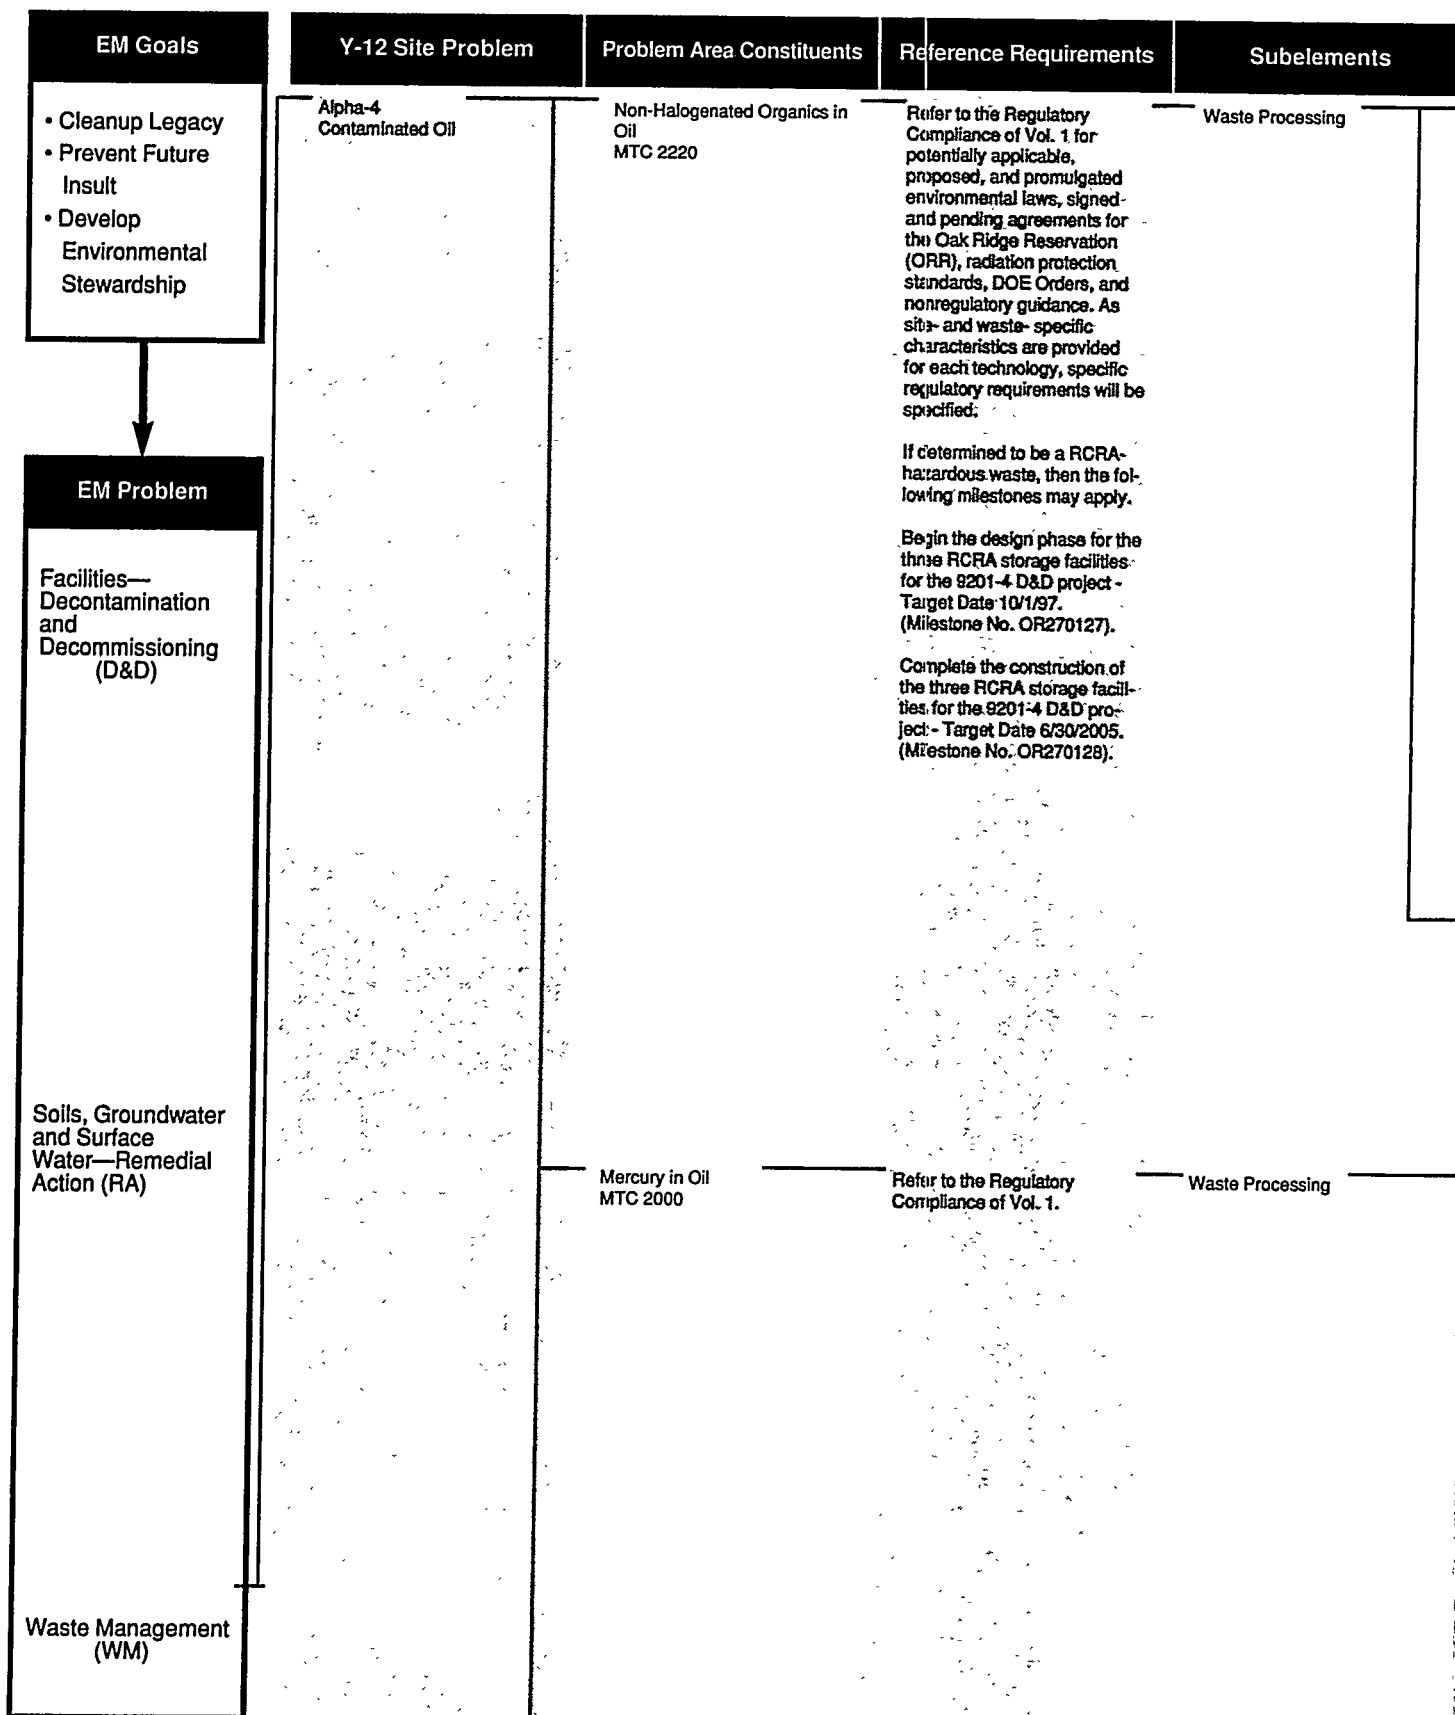 EM Goals
• Cleanup Legacy
• Prevent Future
Insult
• Develop
Environmental
Stewardship
EM Problem
Facilities—
Decontamination
and
Decommissioning
(D&D)
Soils, Groundwater
and Surface
Water—Remedial
Action (RA)
Waste Management
(WM)
Y-12 Site Problem
Alpha-4
Contaminated Oil
Problem Area Constituents
Non-Halogenated Organics in
Oil
MTC 2220
Mercury in Oil
MTC 2000
Reference Requirements
Refer to the Regulatory
Compliance of Vol. 1 for
potentially applicable,
proposed, and promulgated
environmental laws, signed
and pending agreements for
the Oak Ridge Reservation
(ORR), radiation protection
standards, DOE Orders, and
nonregulatory guidance. As
site- and waste- specific
characteristics are provided
for each technology, specific
regulatory requirements will be
specified.
If determined to be a RCRA-
hazardous waste, then the fol-
lowing milestones may apply.
Begin the design phase for the
three RCRA storage facilities
for the 9201-4 D&D project -
Target Date 10/1/97.
(Milestone No. OR270127).
Complete the construction of
the three RCRA storage facili-
ties for the 9201-4 D&D pro-
ject - Target Date 6/30/2005.
(Milestone No. OR270128).
Refer to the Regulatory
Compliance of Vol. 1.
Subelements
Waste Processing
Waste Processing